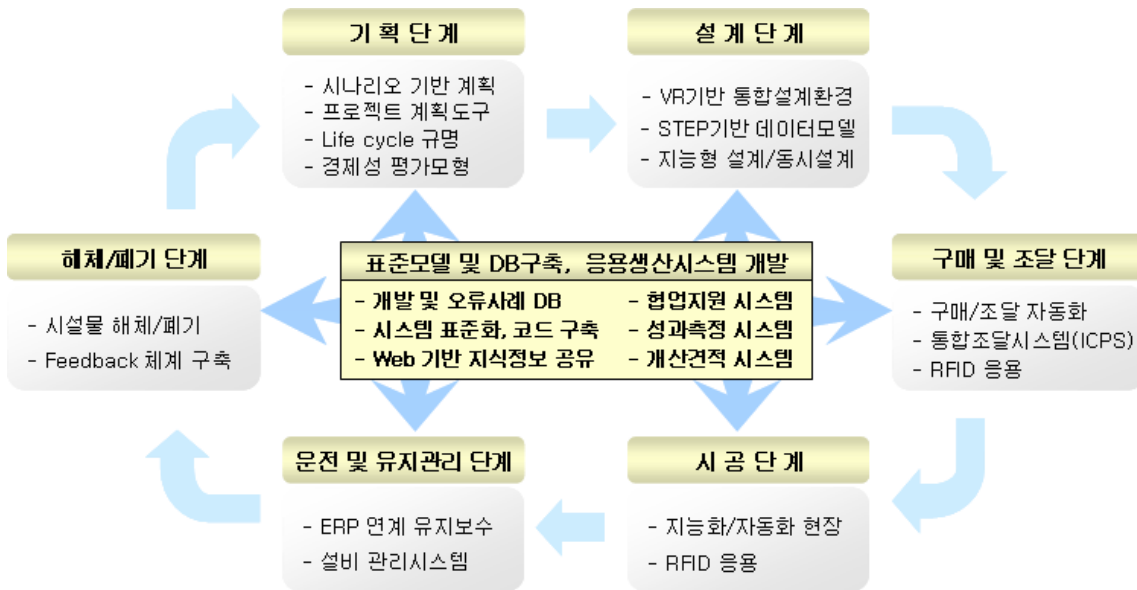 기 획 단 계
- 시나리오 기반 계획
- 프로젝트 계획도구
- Life cycle 규명
- 경제성 평가모형
설 계 단 계
- VR기반 통합설계환경
- STEP기반 데이터모델
- 지능형 설계/동시설계
해체/폐기 단계
- 시설물 해체/폐기
- Feedback 체계 구축
표준모델 및 DB구축, 응용생산시스템 개발
- 개발 및 오류사례 DB
- 시스템 표준화, 코드 구축
- Web 기반 지식정보 공유
- 협업지원 시스템
- 성과측정 시스템
- 개산견적 시스템
구매 및 조달 단계
- 구매/조달 자동화
- 통합조달시스템(ICPS)
- RFID 응용
운전 및 유지관리 단계
- ERP 연계 유지보수
- 설비 관리시스템
시 공 단 계
- 지능화/자동화 현장
- RFID 응용